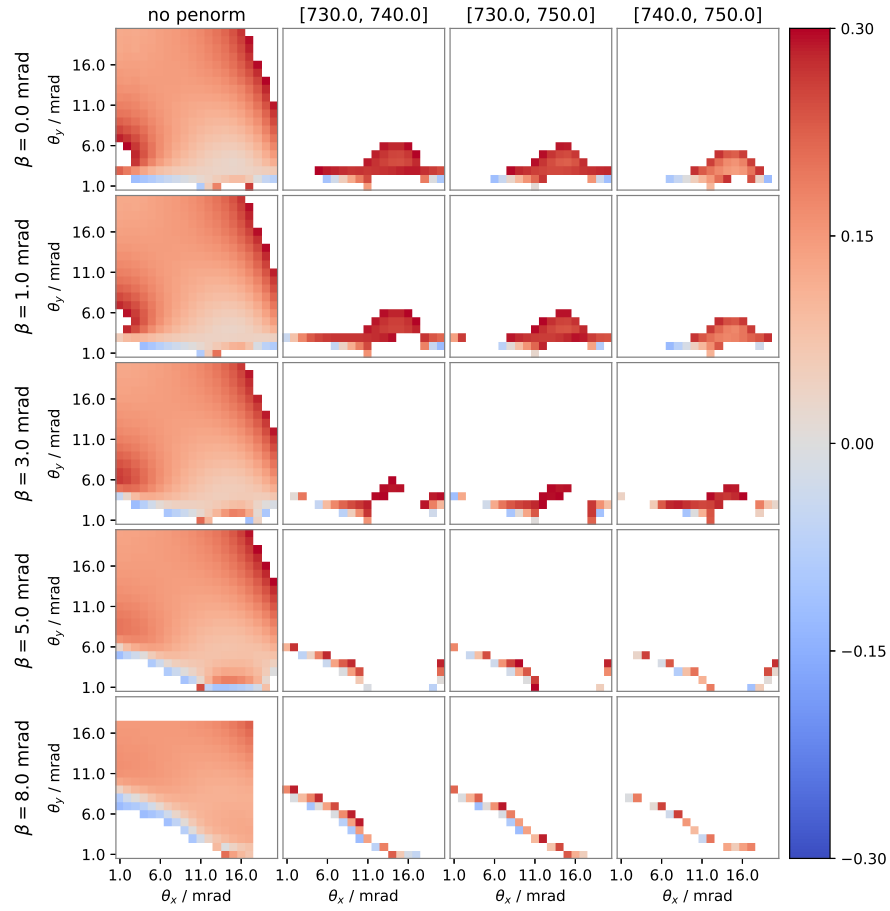 no penorm [730.0, 740.0] [730.0, 750.0] [740.0, 750.0]
β = 0.0 mrad
θy / mrad
16.0
11.0
6.0
1.0
β = 1.0 mrad
θy / mrad
16.0
11.0
6.0
1.0
β = 3.0 mrad
θy / mrad
16.0
11.0
6.0
1.0
β = 5.0 mrad
θy / mrad
16.0
11.0
6.0
1.0
β = 8.0 mrad
θy / mrad
16.0
11.0
6.0
1.0
1.0 6.0 11.0 16.0 1.0 6.0 11.0 16.0 1.0 6.0 11.0 16.0 1.0 6.0 11.0 16.0
θx / mrad θx / mrad θx / mrad θx / mrad
0.30
0.15
0.00
−0.15
−0.30